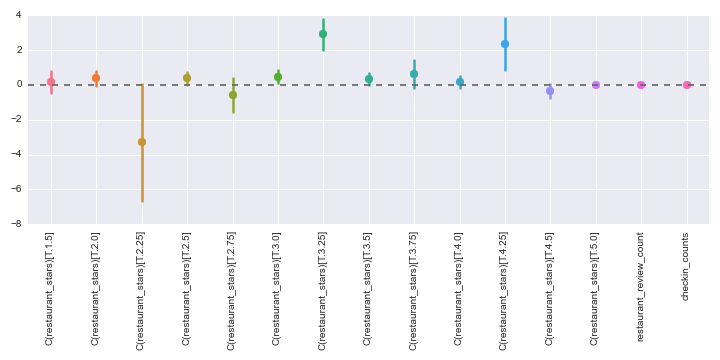 4
2
0
−2
−4
−6
−8
C(restaurant_stars)[T.1.5]
C(restaurant_stars)[T.2.0]
C(restaurant_stars)[T.2.25]
C(restaurant_stars)[T.2.5]
C(restaurant_stars)[T.2.75]
C(restaurant_stars)[T.3.0]
C(restaurant_stars)[T.3.25]
C(restaurant_stars)[T.3.5]
C(restaurant_stars)[T.3.75]
C(restaurant_stars)[T.4.0]
C(restaurant_stars)[T.4.25]
C(restaurant_stars)[T.4.5]
C(restaurant_stars)[T.5.0]
restaurant_review_count
checkin_counts